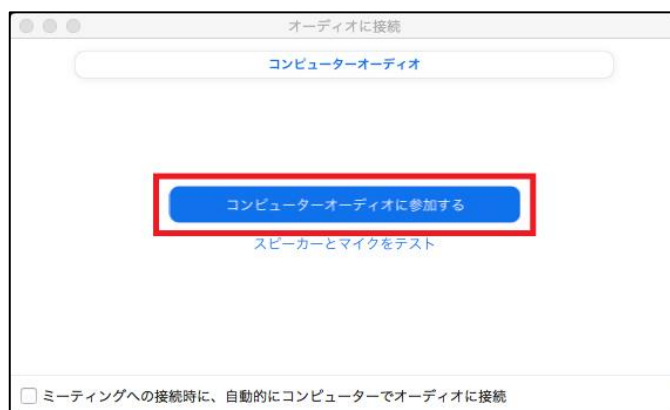 オーディオに接続
コンピューターオーディオ
コンピューターオーディオに参加する
スピーカーとマイクをテスト
ミーティングへの接続時に、自動的にコンピューターでオーディオに接続